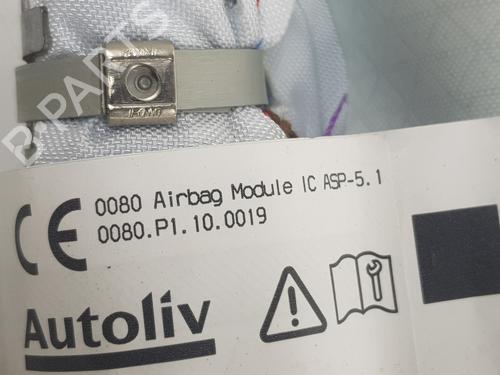 B-PARTS
CE 0080 Airbag Module IC ASP-5.1
0080.P1.10.0019
Autoliv